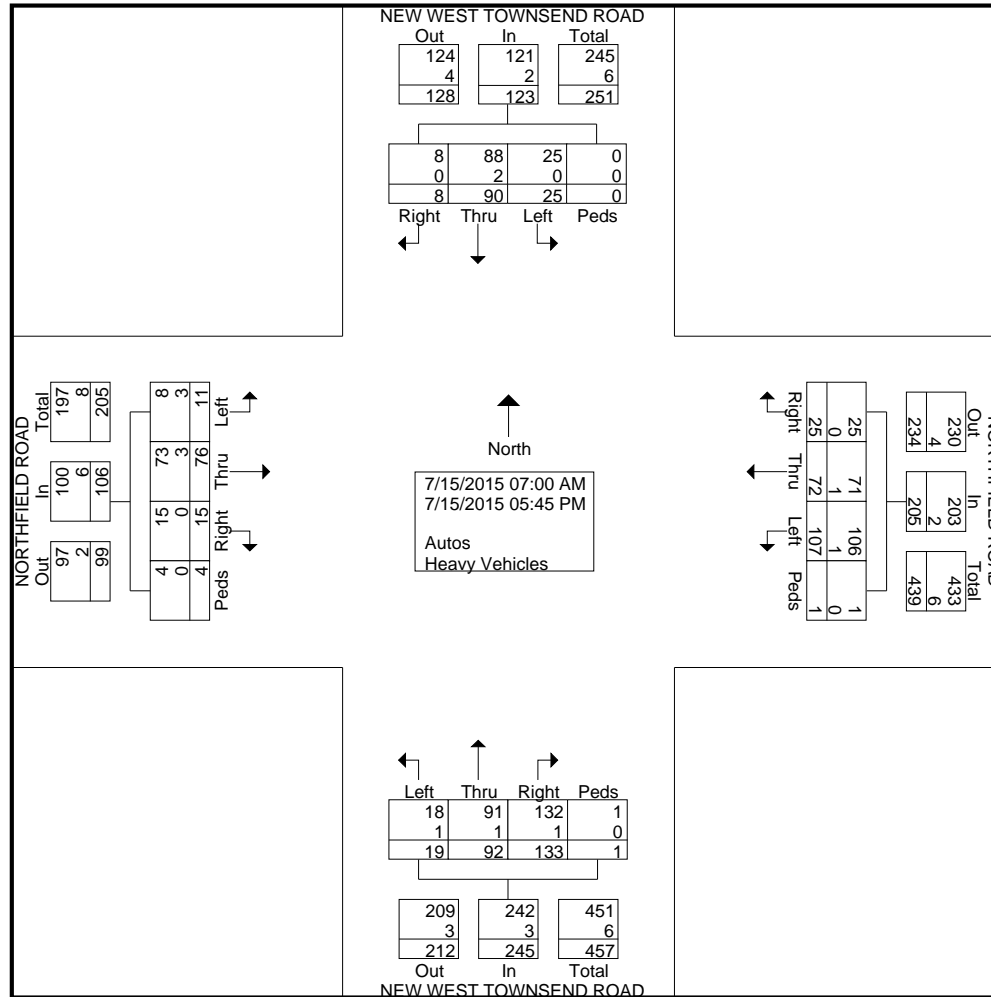 NEW WEST TOWNSEND ROAD
Out In Total
124 121 245
4 2 6
128 123 251
8 88 25 0
0 2 0 0
8 90 25 0
Right Thru Left Peds
NORTHFIELD ROAD
Total In Out
197 100 97
8 6 2
205 106 99
8 73 15 4
3 3 0 0
11 76 15 4
Left Thru Right Peds
North
7/15/2015 07:00 AM
7/15/2015 05:45 PM
Autos
Heavy Vehicles
Right Thru Left Peds
25 71 106 1
0 1 1 0
25 72 107 1
Out In Total
230 203 433
4 2 6
234 205 439
NORTHFIELD ROAD
Left Thru Right Peds
18 91 132 1
1 1 1 0
19 92 133 1
209 242 451
3 3 6
212 245 457
Out In Total
NEW WEST TOWNSEND ROAD